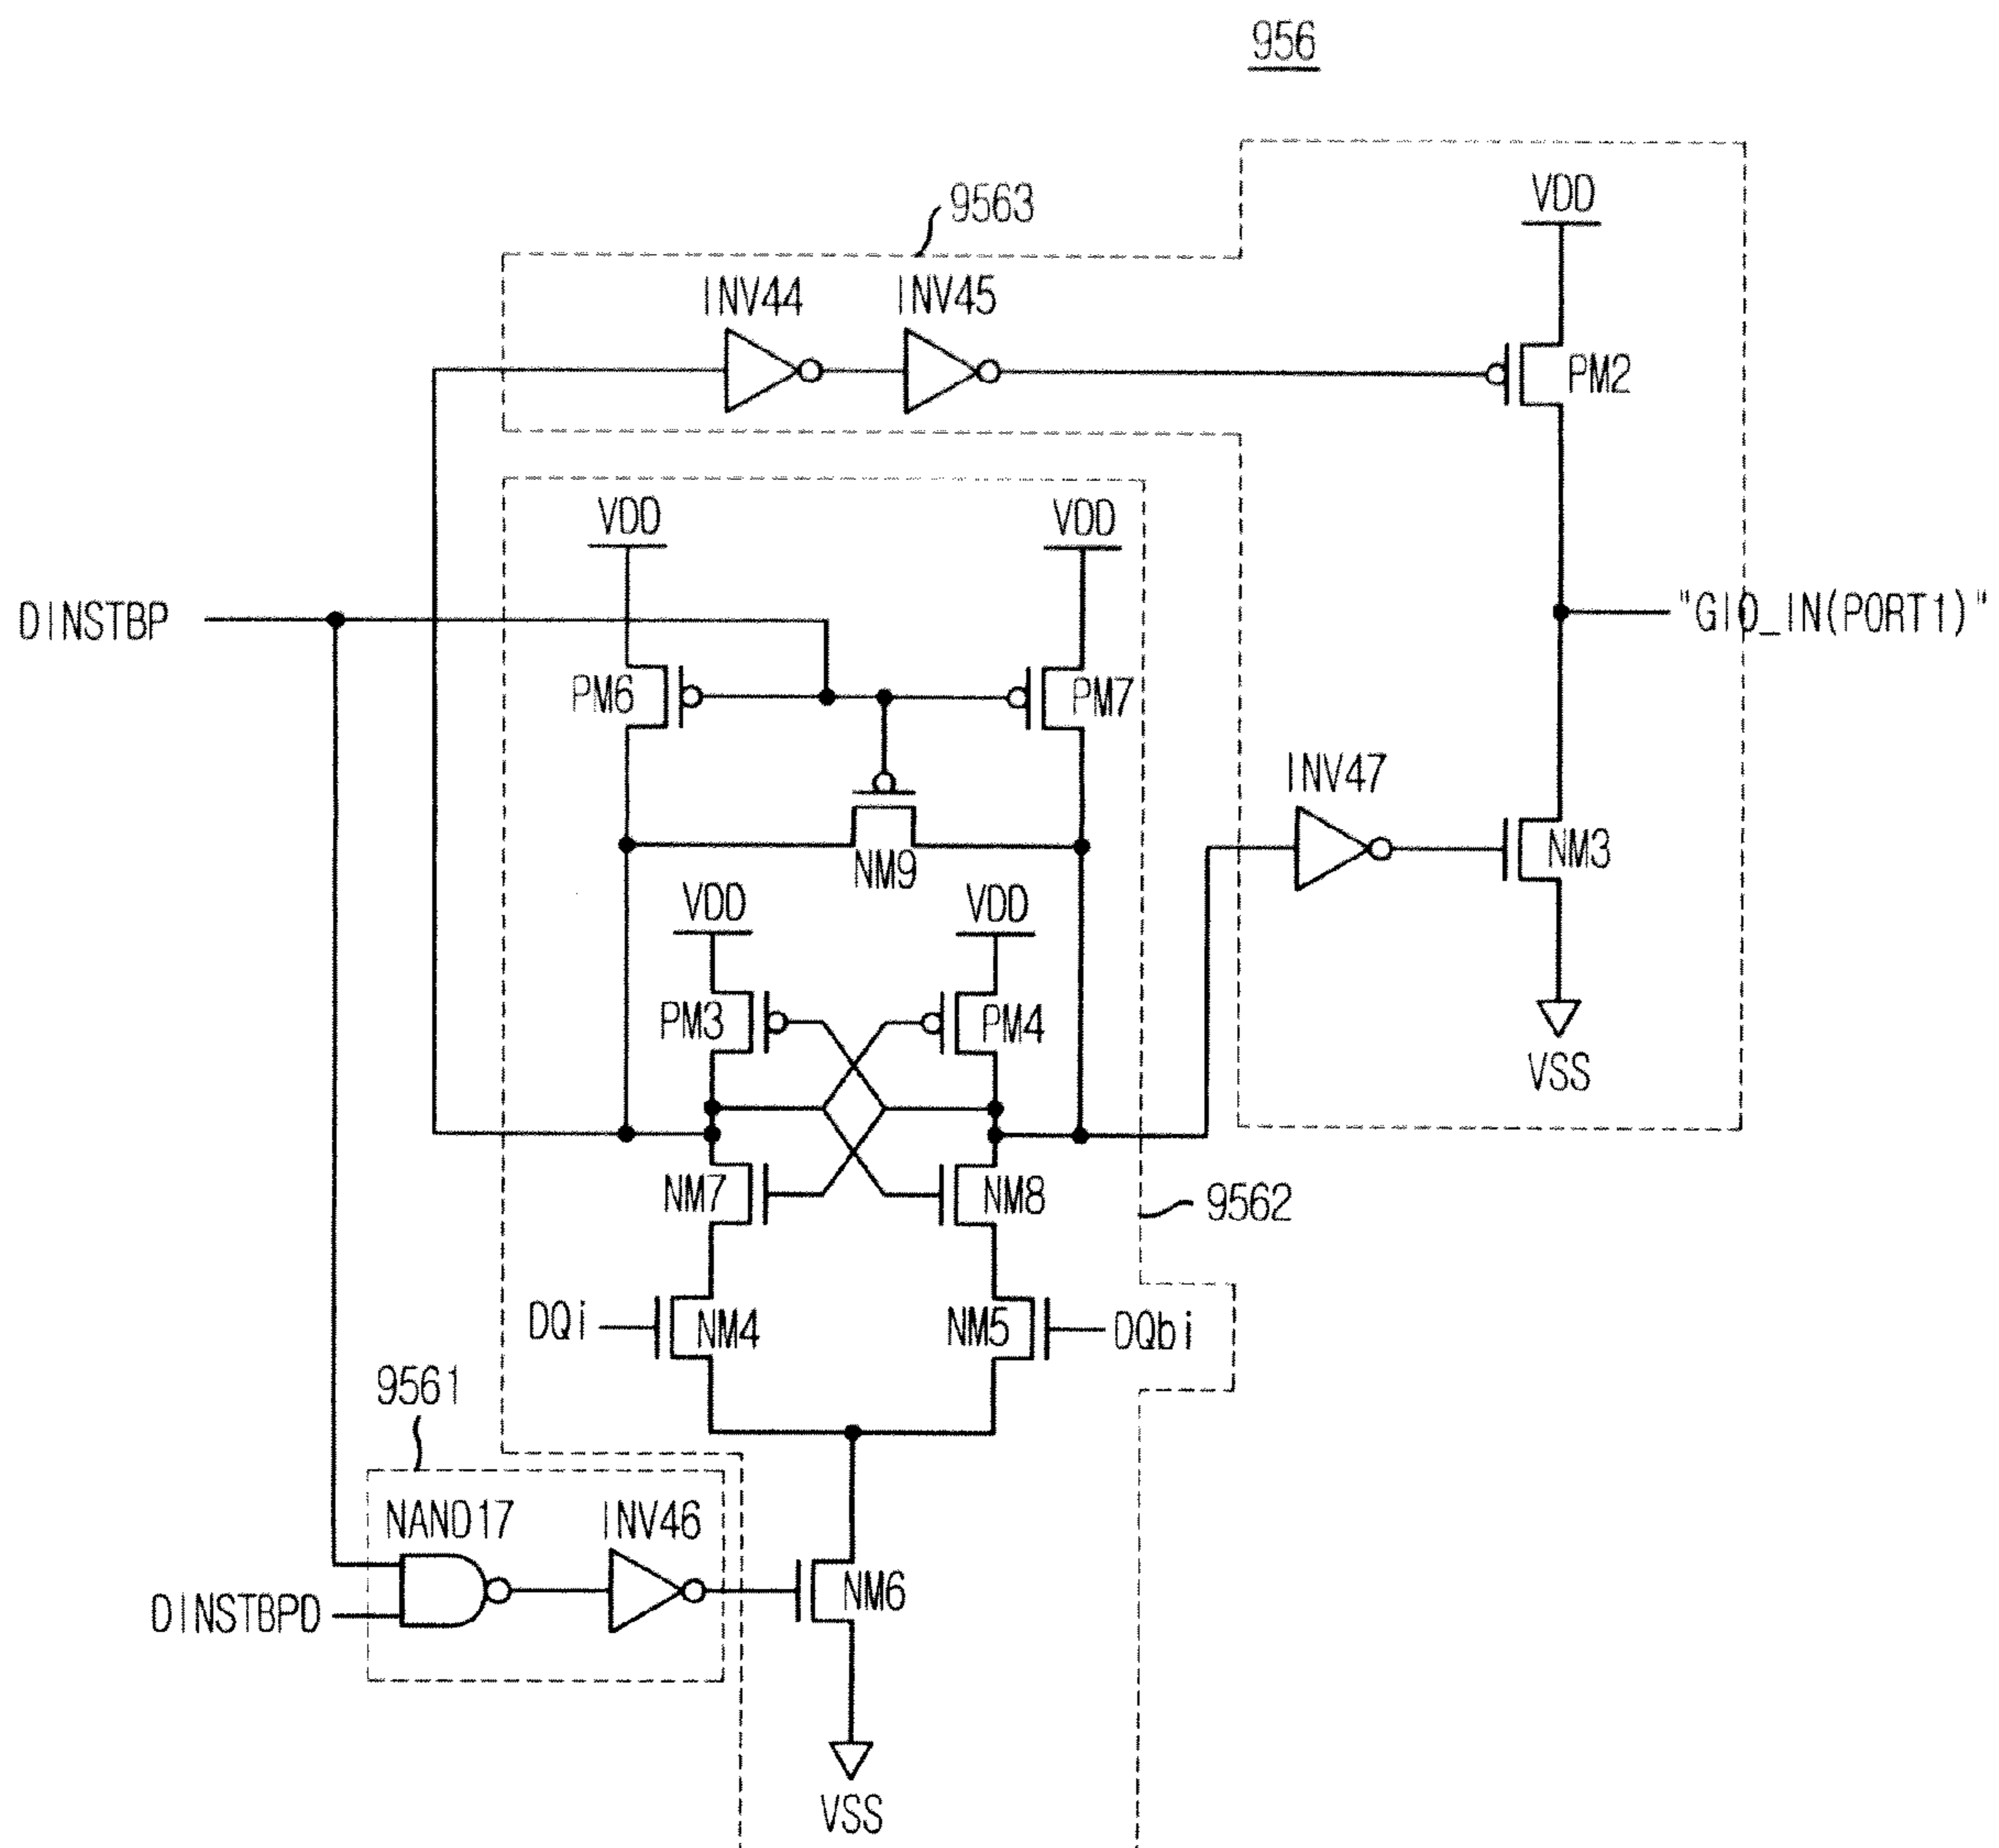 956
9563
VDD
INV44
INV45
PM2
VDD
VDD
DINSTBP
"GIO_IN(PORT1)"
PM6
PM7
INV47
NM9
NM3
VDD
VDD
PM3
PM4
VSS
NM7
NM8
9562
DQi
NM4
NM5
DQbi
9561
NAND17
INV46
NM6
DINSTBPD
VSS